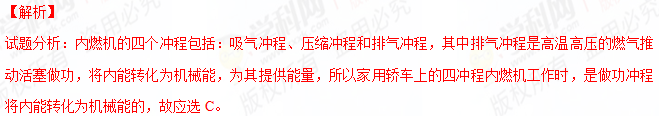 【解析】
试题分析：内燃机的四个冲程包括：吸气冲程、压缩冲程和排气冲程，其中排气冲程是高温高压的燃气推
动活塞做功，将内能转化为机械能，为其提供能量，所以家用轿车上的四冲程内燃机工作时，是做功冲程
将内能转化为机械能的，故应选 C。